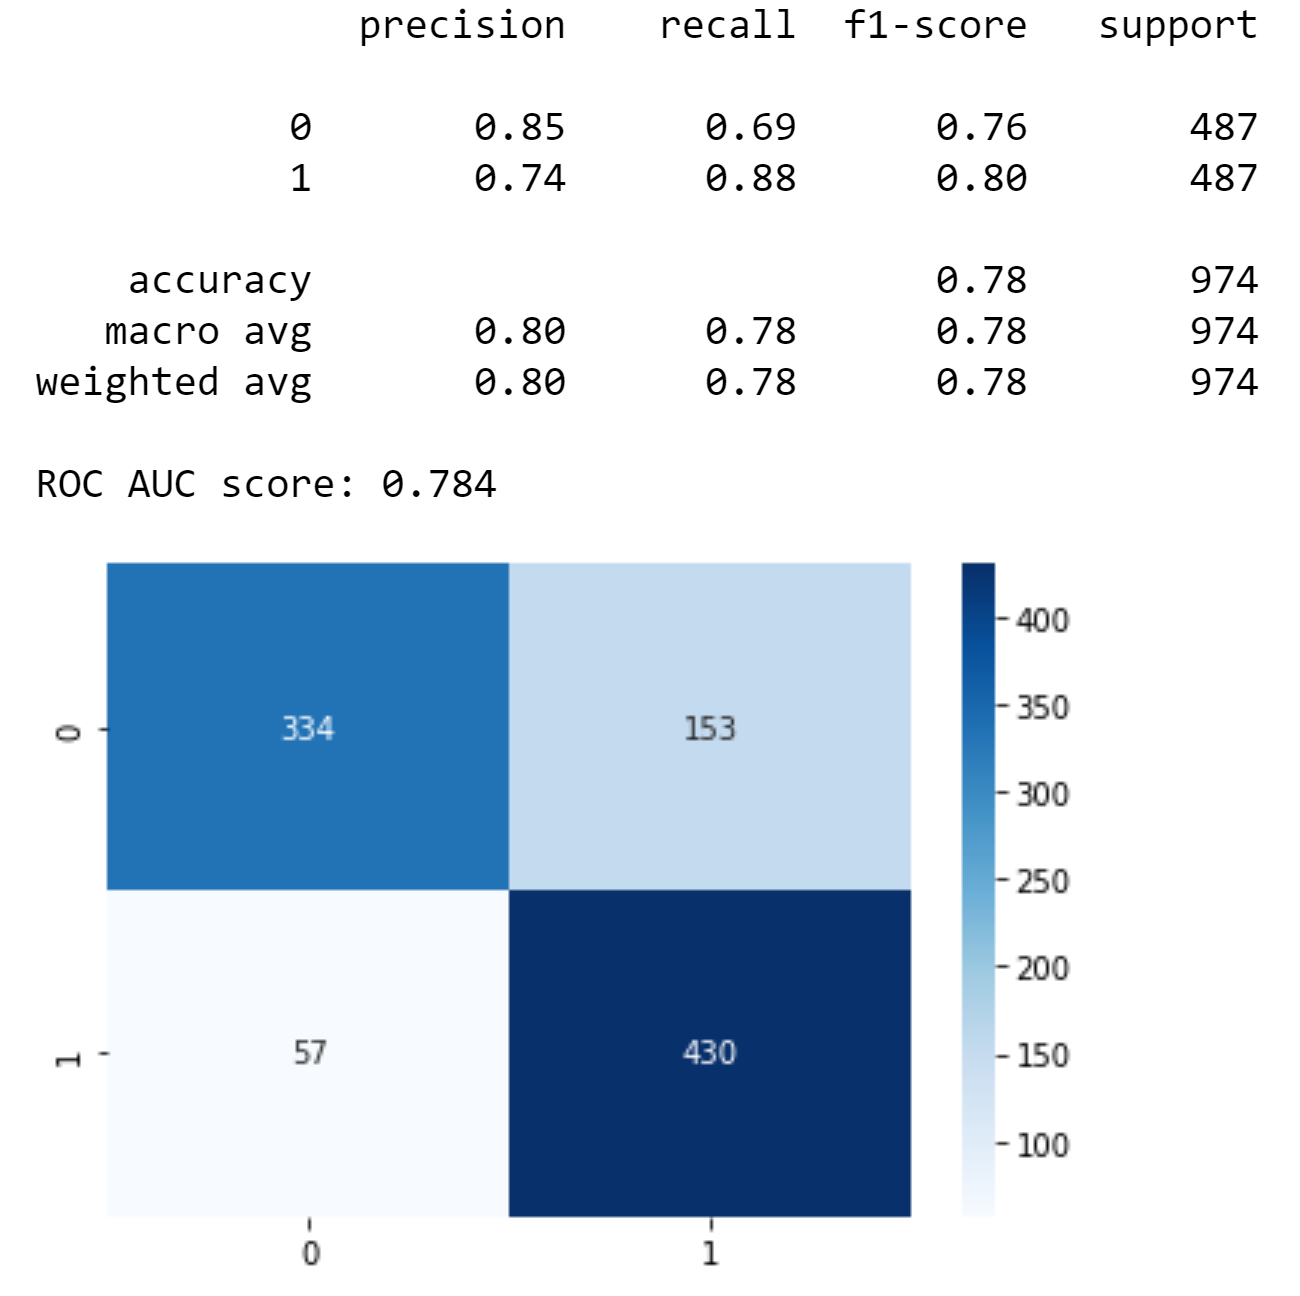 precision recall f1-score support
0 0.85 0.69 0.76 487
1 0.74 0.88 0.80 487
accuracy 0.78 974
macro avg 0.80 0.78 0.78 974
weighted avg 0.80 0.78 0.78 974
ROC AUC score: 0.784
0 334 153
1 57 430
0 1
400
350
300
250
200
150
100